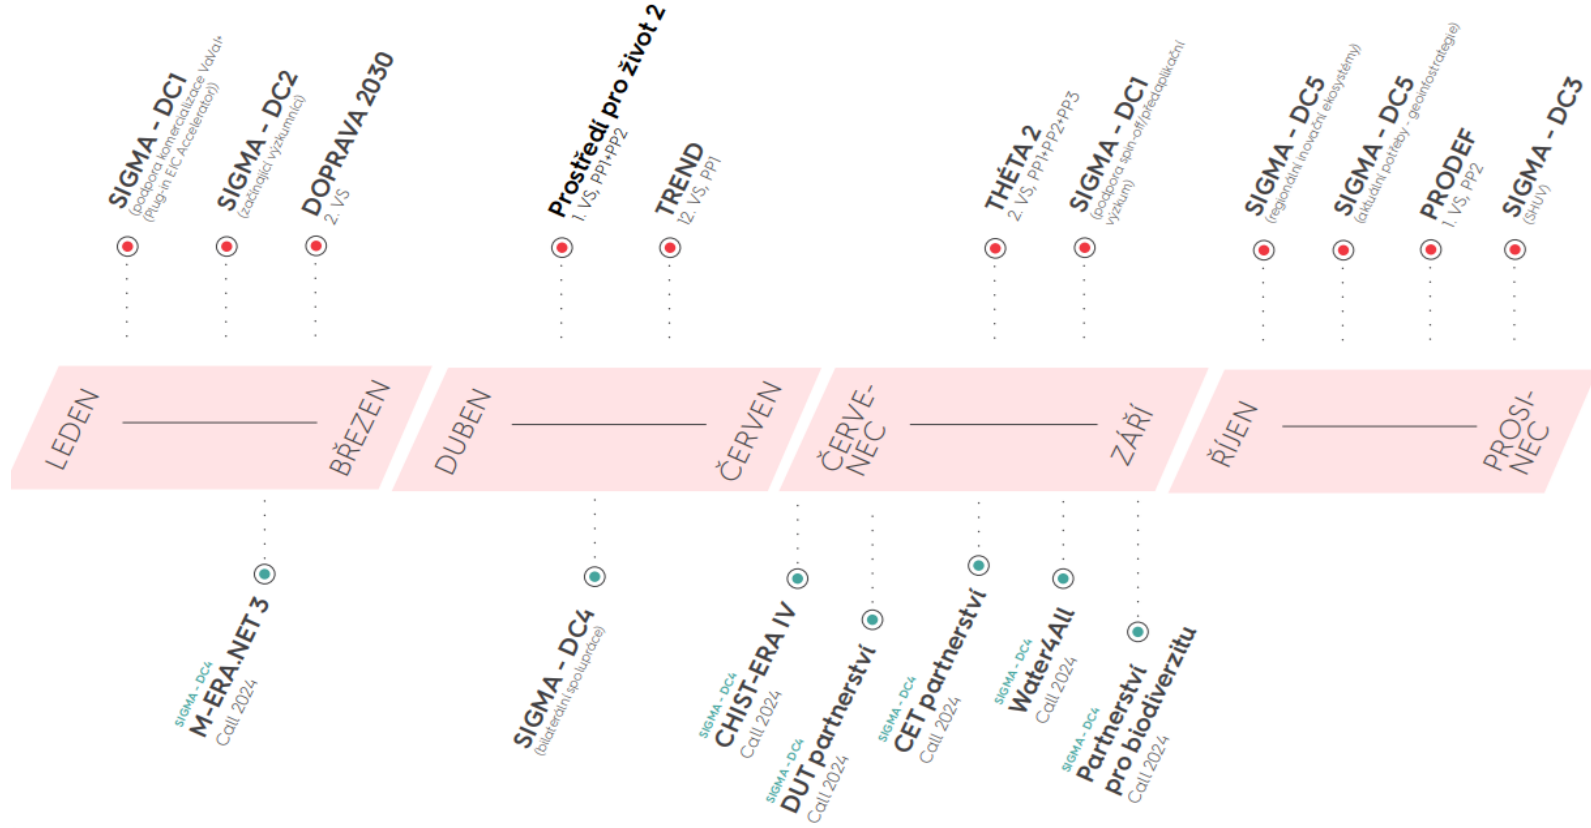 SIGMA - DC1
(podpora komercializace VaVaI+
(Plug-in EIC Accelerator))
SIGMA - DC2
(začínající výzkumníci)
DOPRAVA 2030
2. VS
Prostředí pro život 2
1. VS, PP1+PP2
TREND
12. VS, PP1
THÉTA 2
2. VS, PP1+PP2+PP3
SIGMA - DC1
(podpora spin-off/předaplikační
výzkum)
SIGMA - DC5
(regionální inovační ekosystémy)
SIGMA - DC5
(aktuální potřeby - geoinfostrategie)
PRODEF
1. VS, PP2
SIGMA - DC3
(SHUV)
LEDEN
BŘEZEN
DUBEN
ČERVEN
ČERVE-
NEC
ZÁŘÍ
ŘÍJEN
PROSI-
NEC
SIGMA - DC4
M-ERA.NET 3
Call 2024
SIGMA - DC4
(bilaterální spolupráce)
SIGMA - DC4
CHIST-ERA IV
Call 2024
SIGMA - DC4
DUT partnerství
Call 2024
SIGMA - DC4
CET partnerství
Call 2024
SIGMA - DC4
Water4All
Call 2024
SIGMA - DC4
Partnerství
pro biodiverzitu
Call 2024